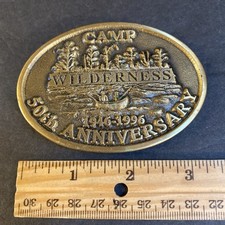 CAMP
WILDERNESS
50th ANNIVERSARY
1946-1996
1 2 3